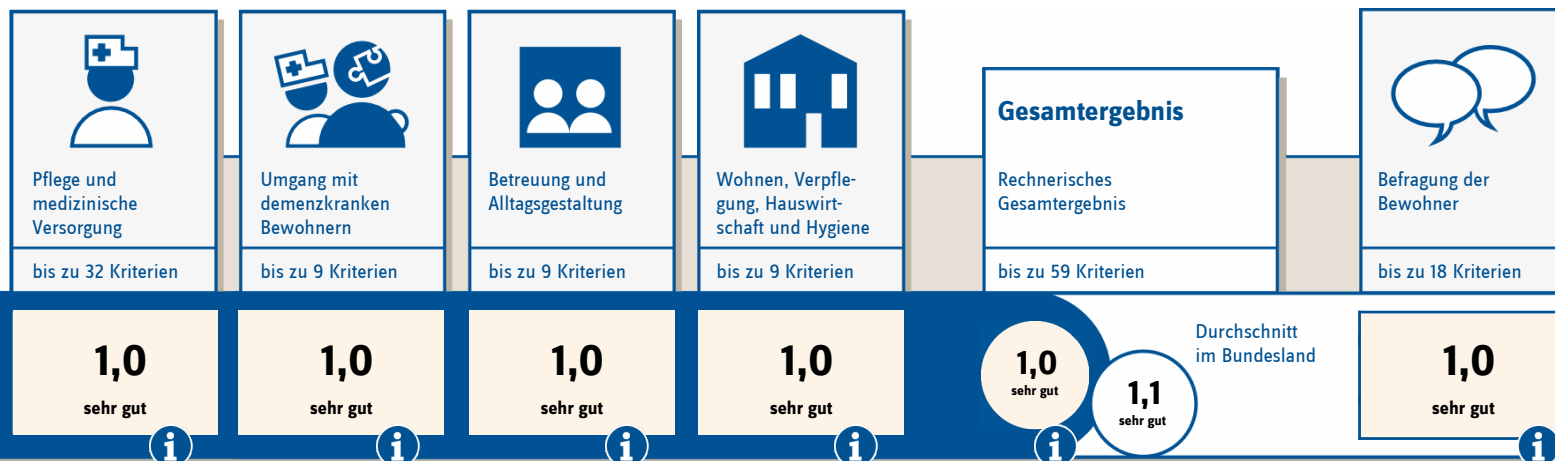 Pflege und
medizinische
Versorgung
bis zu 32 Kriterien
1,0
sehr gut
i
Umgang mit
demenzkranken
Bewohnern
bis zu 9 Kriterien
1,0
sehr gut
i
Betreuung und
Alltagsgestaltung
bis zu 9 Kriterien
1,0
sehr gut
i
Wohnen, Verpfle-
gung, Hauswirt-
schaft und Hygiene
bis zu 9 Kriterien
1,0
sehr gut
i
Gesamtergebnis
Rechnerisches
Gesamtergebnis
bis zu 59 Kriterien
1,0
sehr gut
i
Durchschnitt
im Bundesland
1,1
sehr gut
Befragung der
Bewohner
bis zu 18 Kriterien
1,0
sehr gut
i